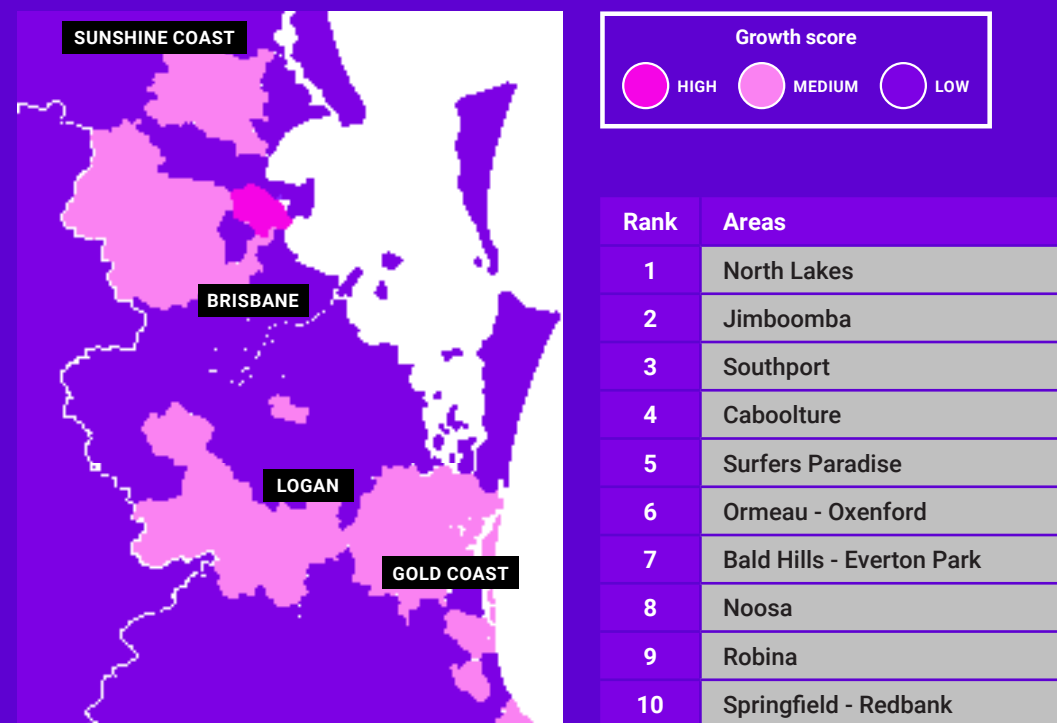 SUNSHINE COAST
BRISBANE
LOGAN
GOLD COAST
Growth score
HIGH MEDIUM LOW
Rank Areas
1 North Lakes
2 Jimboomba
3 Southport
4 Caboolture
5 Surfers Paradise
6 Ormeau - Oxenford
7 Bald Hills - Everton Park
8 Noosa
9 Robina
10 Springfield - Redbank